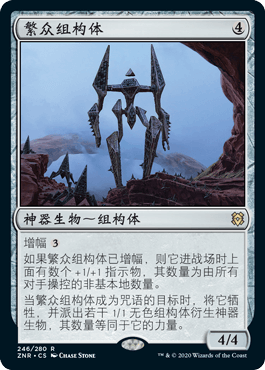 繁众组构体 4
神器生物～组构体
增幅 3
如果繁众组构体已增幅，则它进战场时上
面有数个 +1/+1 指示物，其数量为由所有
对手操控的非基本地数量。
当繁众组构体成为咒语的目标时，将它牺
牲，并派出若干 1/1 无色组构体衍生神器
生物，其数量等同于它的力量。
4/4
246/280 R
ZNR • CS CHASE STONE
™ & © 2020 Wizards of the Coast